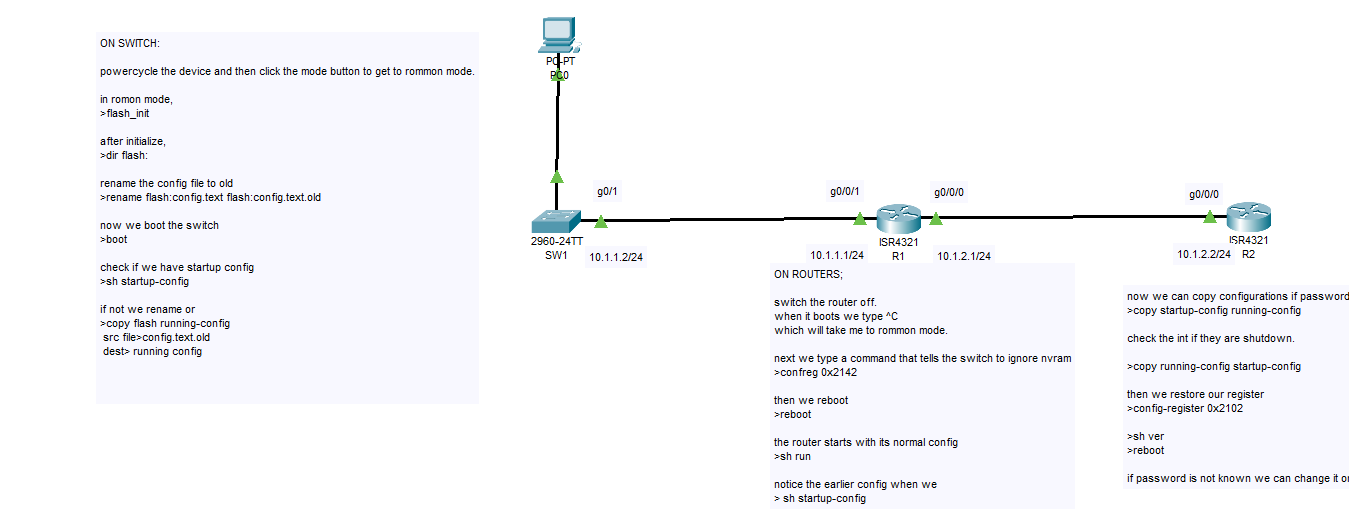 ON SWITCH:
powercycle the device and then click the mode button to get to rommon mode.
in romon mode,
>flash_init
after initialize,
>dir flash:
rename the config file to old
>rename flash:config.text flash:config.text.old
now we boot the switch
>boot
check if we have startup config
>sh startup-config
if not we rename or
>copy flash running-config
src file>config.text.old
dest> running config
PC-PT
PC0
g0/1
2960-24TT
SW1
10.1.1.2/24
g0/0/1
g0/0/0
ISR4321
R1
10.1.1.1/24
10.1.2.1/24
g0/0/0
ISR4321
R2
10.1.2.2/24
ON ROUTERS;
switch the router off.
when it boots we type ^C
which will take me to rommon mode.
next we type a command that tells the switch to ignore nvram
>confreg 0x2142
then we reboot
>reboot
the router starts with its normal config
>sh run
notice the earlier config when we
> sh startup-config
now we can copy configurations if password
>copy startup-config running-config
check the int if they are shutdown.
>copy running-config startup-config
then we restore our register
>config-register 0x2102
>sh ver
>reboot
if password is not known we can change it